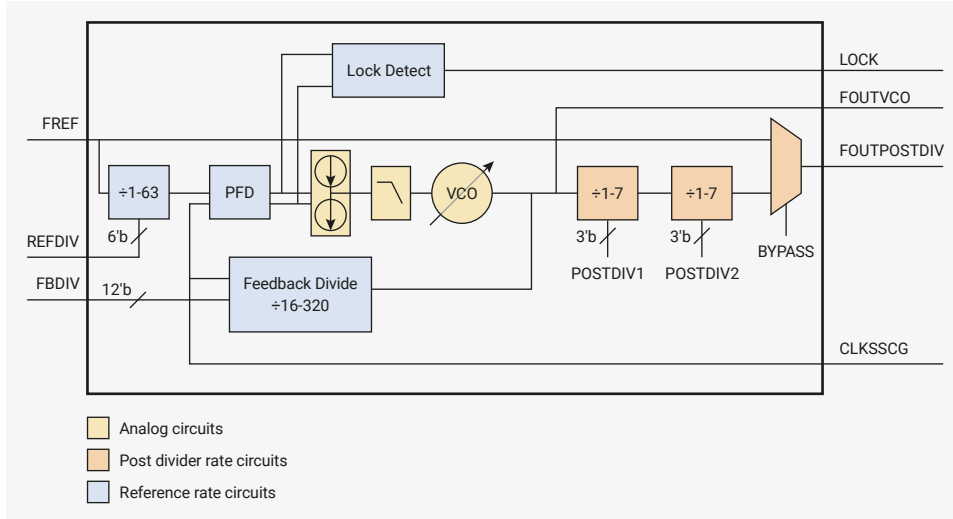 LOCK
Lock Detect
FOUTVCO
FREF
FOUTPOSTDIV
÷1-63
PFD
VCO
÷1-7
÷1-7
6'b
3'b
3'b
REFDIV
BYPASS
FBDIV
12'b
Feedback Divide
÷16-320
POSTDIV1
POSTDIV2
CLKSSCG
Analog circuits
Post divider rate circuits
Reference rate circuits